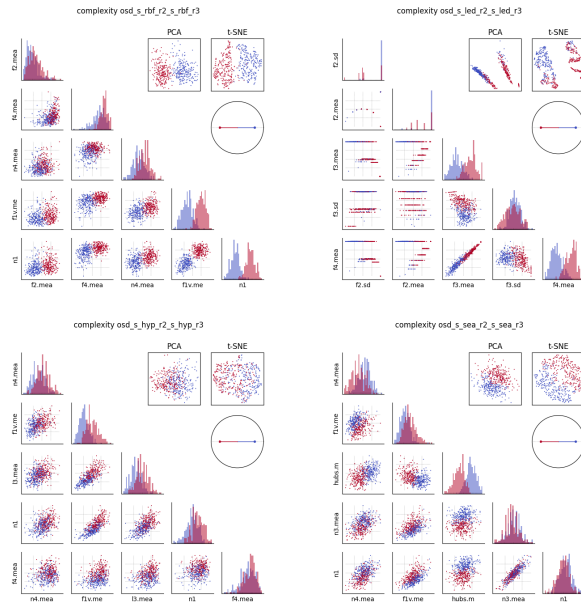 complexity osd_s_rbf_r2_s_rbf_r3
PCA
t-SNE
f2.mea
f4.mea
n4.mea
f1v.me
n1
f2.mea f4.mea n4.mea f1v.me n1
complexity osd_s_led_r2_s_led_r3
PCA
t-SNE
f2.sd
f2.mea
f3.mea
f3.sd
f4.mea
f2.sd f2.mea f3.mea f3.sd f4.mea
complexity osd_s_hyp_r2_s_hyp_r3
PCA
t-SNE
n4.mea
f1v.me
l3.mea
n1
f4.mea
n4.mea f1v.me l3.mea n1 f4.mea
complexity osd_s_sea_r2_s_sea_r3
PCA
t-SNE
n4.mea
f1v.me
hubs.m
n3.mea
n1
n4.mea f1v.me hubs.m n3.mea n1